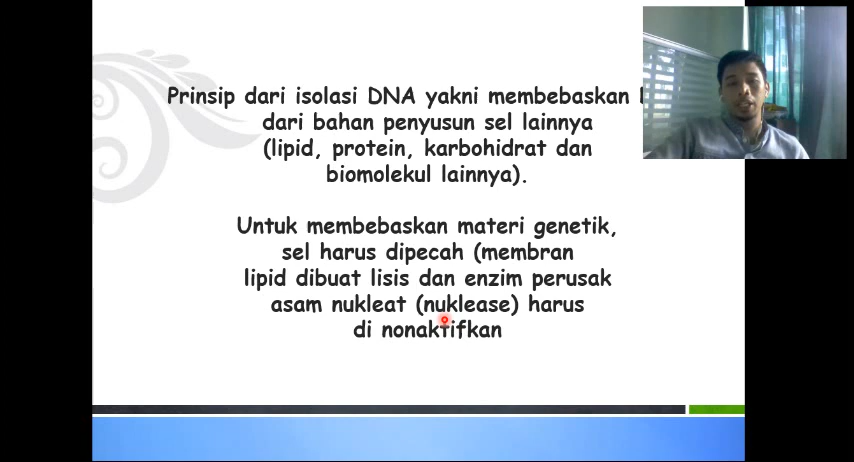 Prinsip dari isolasi DNA yakni membebaskan
dari bahan penyusun sel lainnya
(lipid, protein, karbohidrat dan
biomolekul lainnya).
Untuk membebaskan materi genetik,
sel harus dipecah (membran
lipid dibuat lisis dan enzim perusak
asam nukleat (nuklease) harus
di nonaktifkan